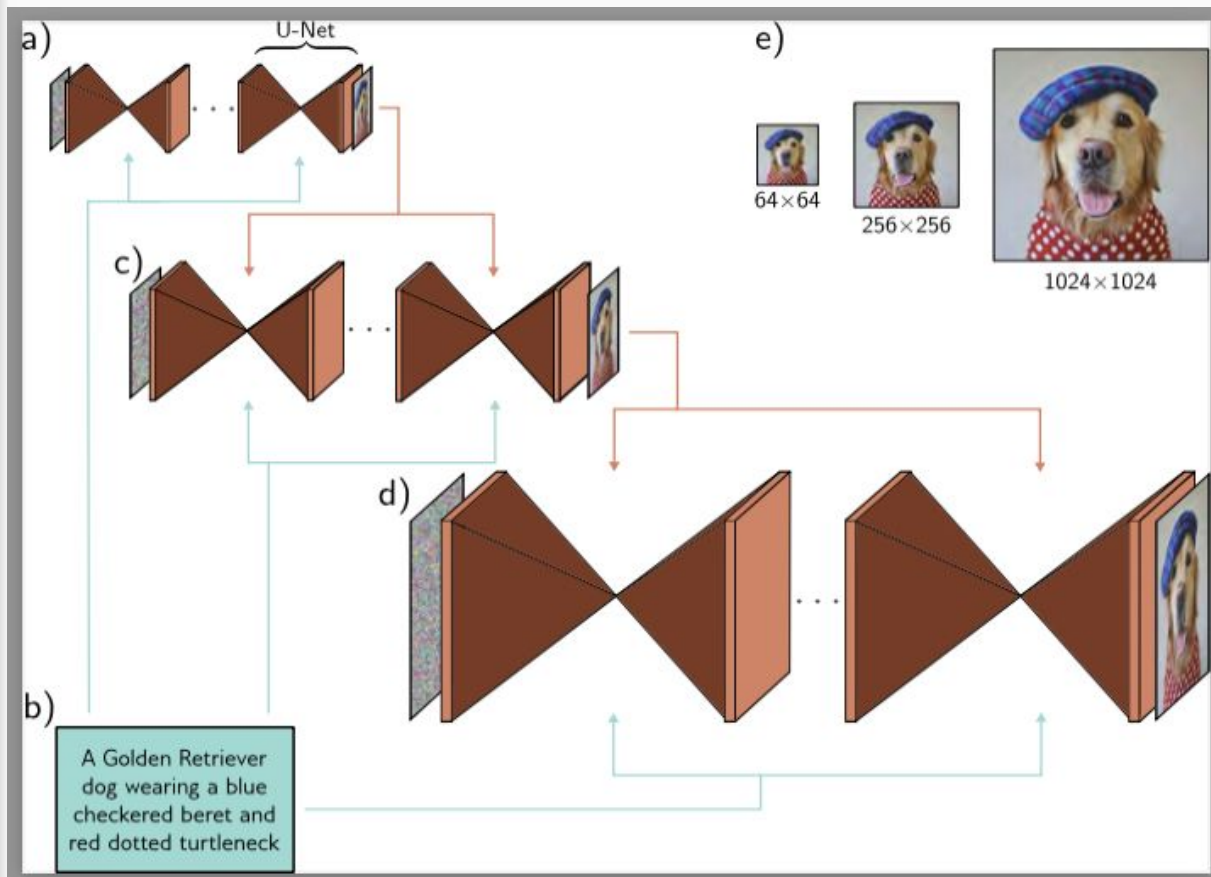 a)
U-Net
e)
64×64
256×256
1024×1024
c)
d)
b)
A Golden Retriever
dog wearing a blue
checkered beret and
red dotted turtleneck